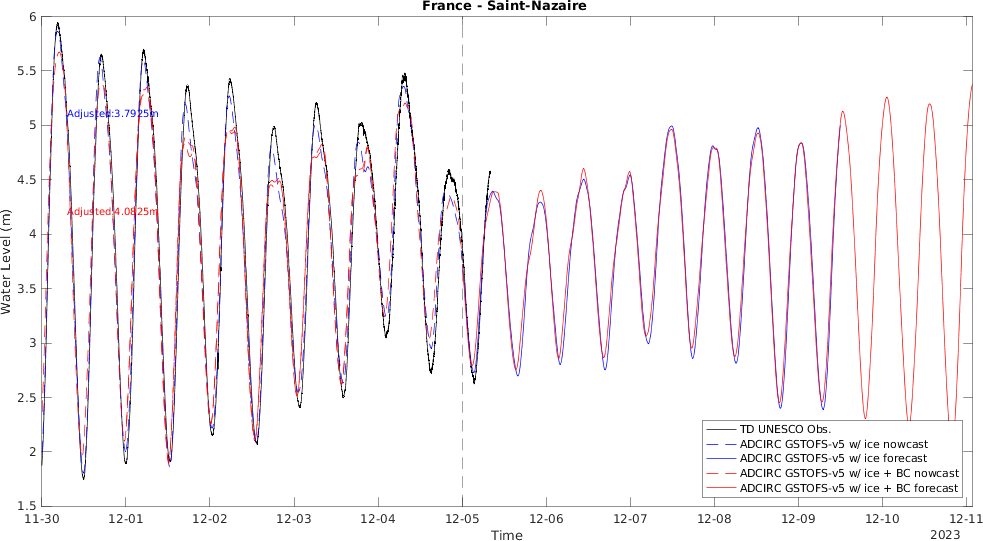 France - Saint-Nazaire
6
5.5
5
4.5
4
3.5
3
2.5
2
1.5
Water Level (m)
Adjusted:3.7925m
Adjusted:4.0825m
TD UNESCO Obs.
ADCIRC GSTOFS-v5 w/ ice nowcast
ADCIRC GSTOFS-v5 w/ ice forecast
ADCIRC GSTOFS-v5 w/ ice + BC nowcast
ADCIRC GSTOFS-v5 w/ ice + BC forecast
11-30 12-01 12-02 12-03 12-04 12-05 12-06 12-07 12-08 12-09 12-10 12-11
Time
2023